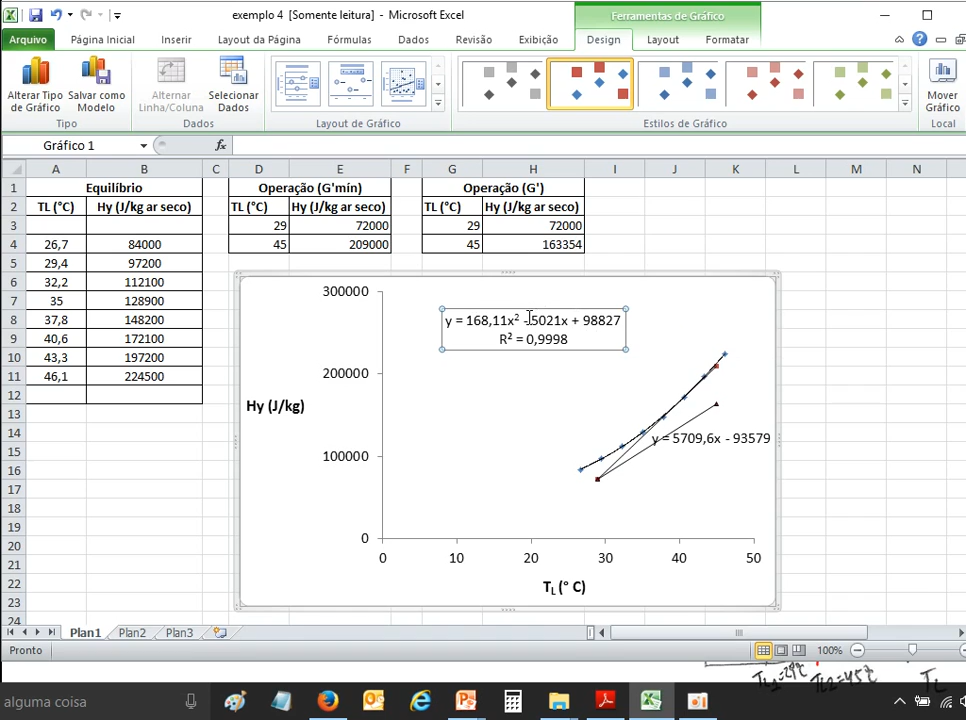 exemplo 4 [Somente leitura] - Microsoft Excel
Ferramentas de Gráfico
Arquivo Página Inicial Inserir Layout da Página Fórmulas Dados Revisão Exibição Design Layout Formatar
Alterar Tipo de Gráfico
Salvar como Modelo
Alternar Linha/Coluna
Selecionar Dados
Mover Gráfico
Tipo Dados Layout de Gráfico Estilos de Gráfico Local
Gráfico 1 fx
A B C D E F G H I J K L M N
1 Equilíbrio Operação (G'mín) Operação (G')
2 TL (°C) Hy (J/kg ar seco) TL (°C) Hy (J/kg ar seco) TL (°C) Hy (J/kg ar seco)
3 29 72000 29 72000
4 26,7 84000 45 209000 45 163354
5 29,4 97200
6 32,2 112100
7 35 128900
8 37,8 148200
9 40,6 172100
10 43,3 197200
11 46,1 224500
12
13
14
15
16
17
18
19
20
21
22
23
24
300000
y = 168,11x² - 5021x + 98827
R² = 0,9998
200000
Hy (J/kg)
y = 5709,6x - 93579
100000
0
0 10 20 30 40 50
TL (° C)
Plan1 Plan2 Plan3
Pronto 100%
TL1=29°C TL2=45°C TL
alguma coisa